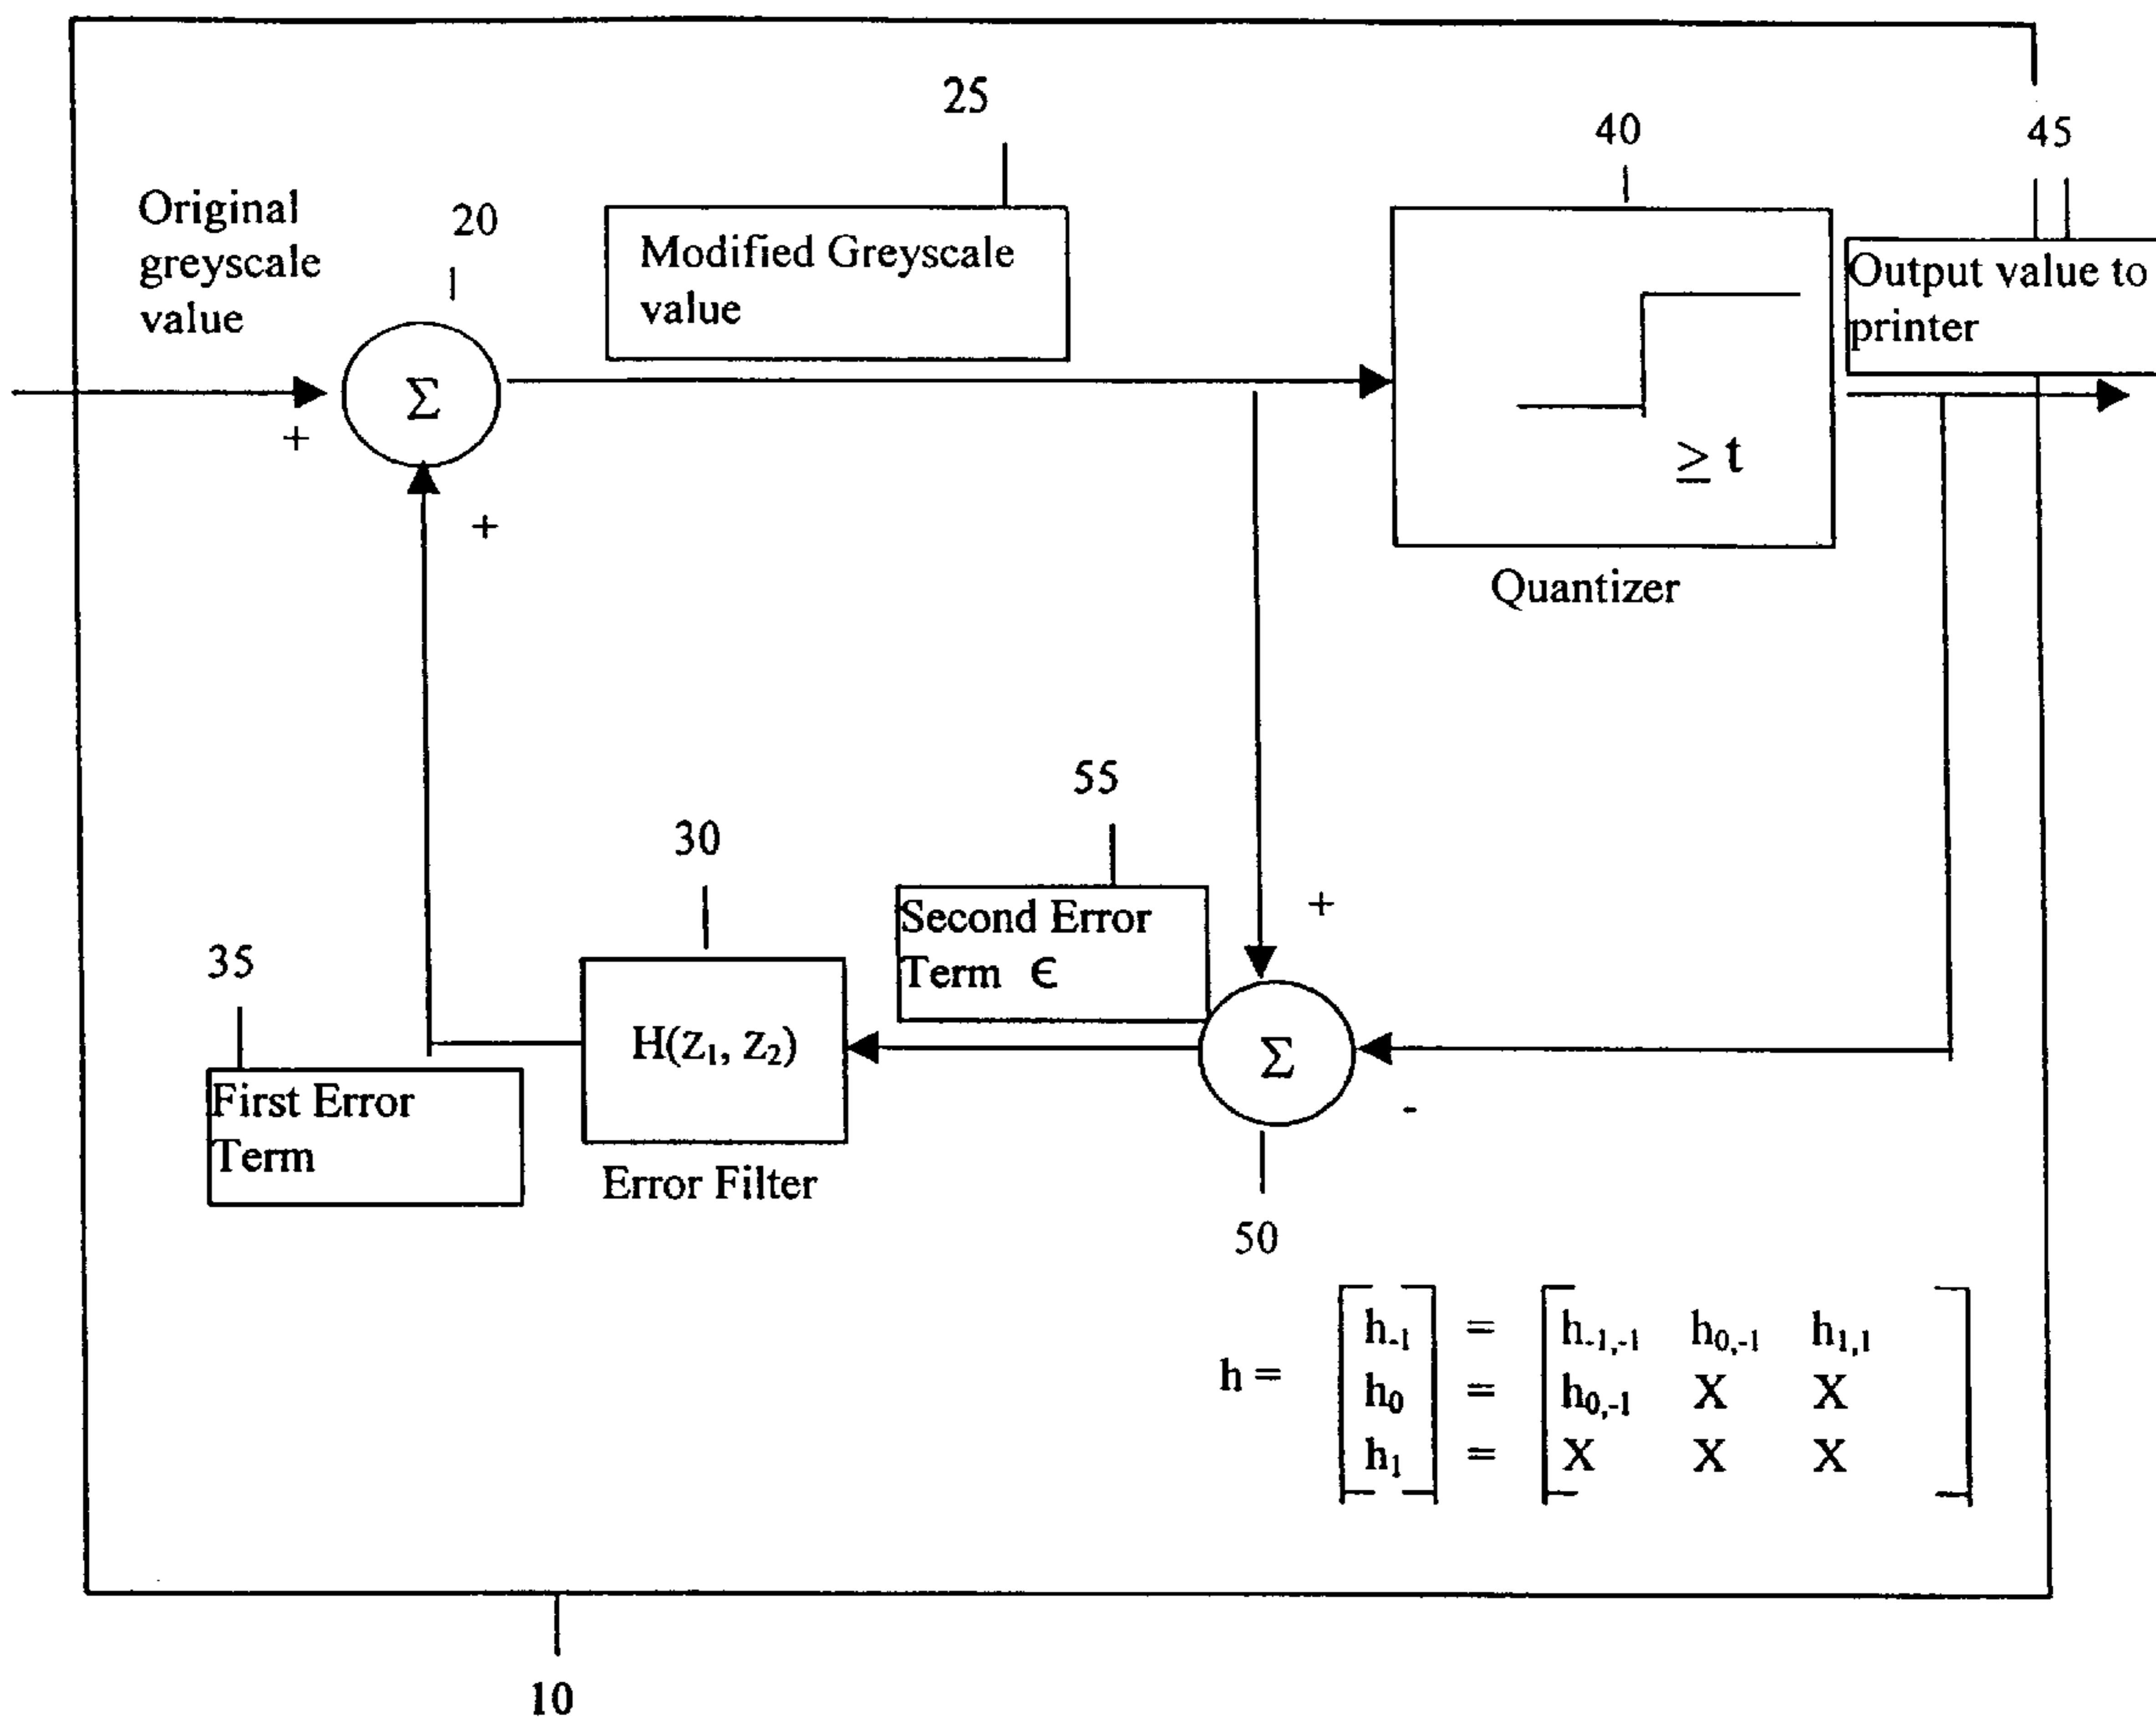 25
40
45
Original
greyscale
value
20
Modified Greyscale
value
Output value to
printer
Σ
+
+
≥ t
Quantizer
55
30
35
Second Error
Term ϵ
+
H(z₁, z₂)
Σ
-
First Error
Term
Error Filter
50
h =
h₋₁ = h₋₁,₋₁ h₀,₋₁ h₁,₁
h₀ = h₀,₋₁ X X
h₁ = X X X
10